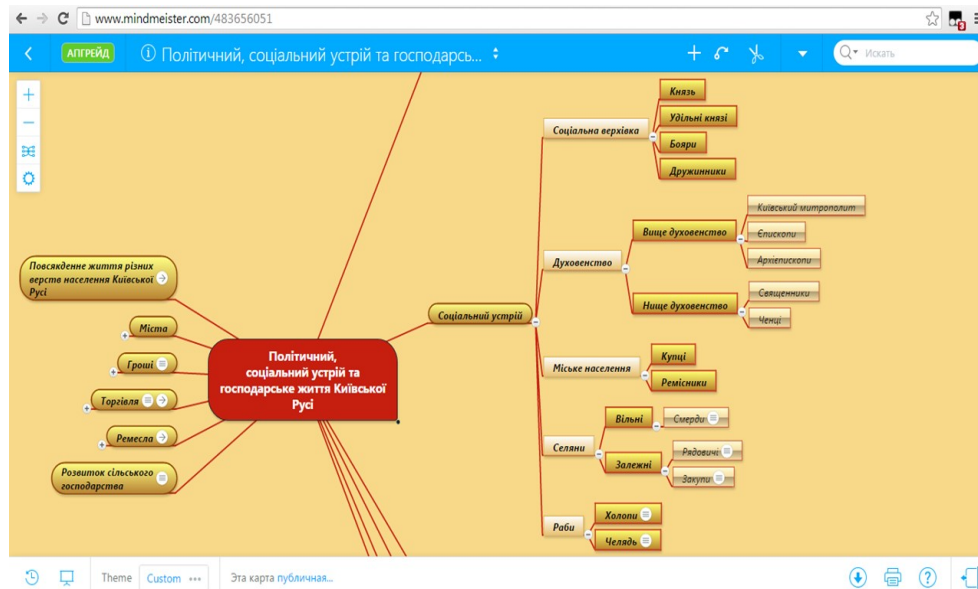 www.mindmeister.com/483656051
АПГРЕЙД
Політичний, соціальний устрій та господарсь...
Искать
Князь
Удільні князі
Соціальна верхівка
Бояри
Дружинники
Київський митрополит
Вище духовенство
Єпископи
Архієпископи
Духовенство
Нище духовенство
Священники
Ченці
Повсякденне життя різних
верств населення Київської
Русі
Міста
Гроші
Торгівля
Ремесла
Розвиток сільського
господарства
Політичний,
соціальний устрій та
господарське життя Київської
Русі
Соціальний устрій
Міське населення
Купці
Ремісники
Селяни
Вільні
Смерди
Залежні
Рядовичі
Закупи
Раби
Холопи
Челядь
Theme
Custom
Эта карта публичная...